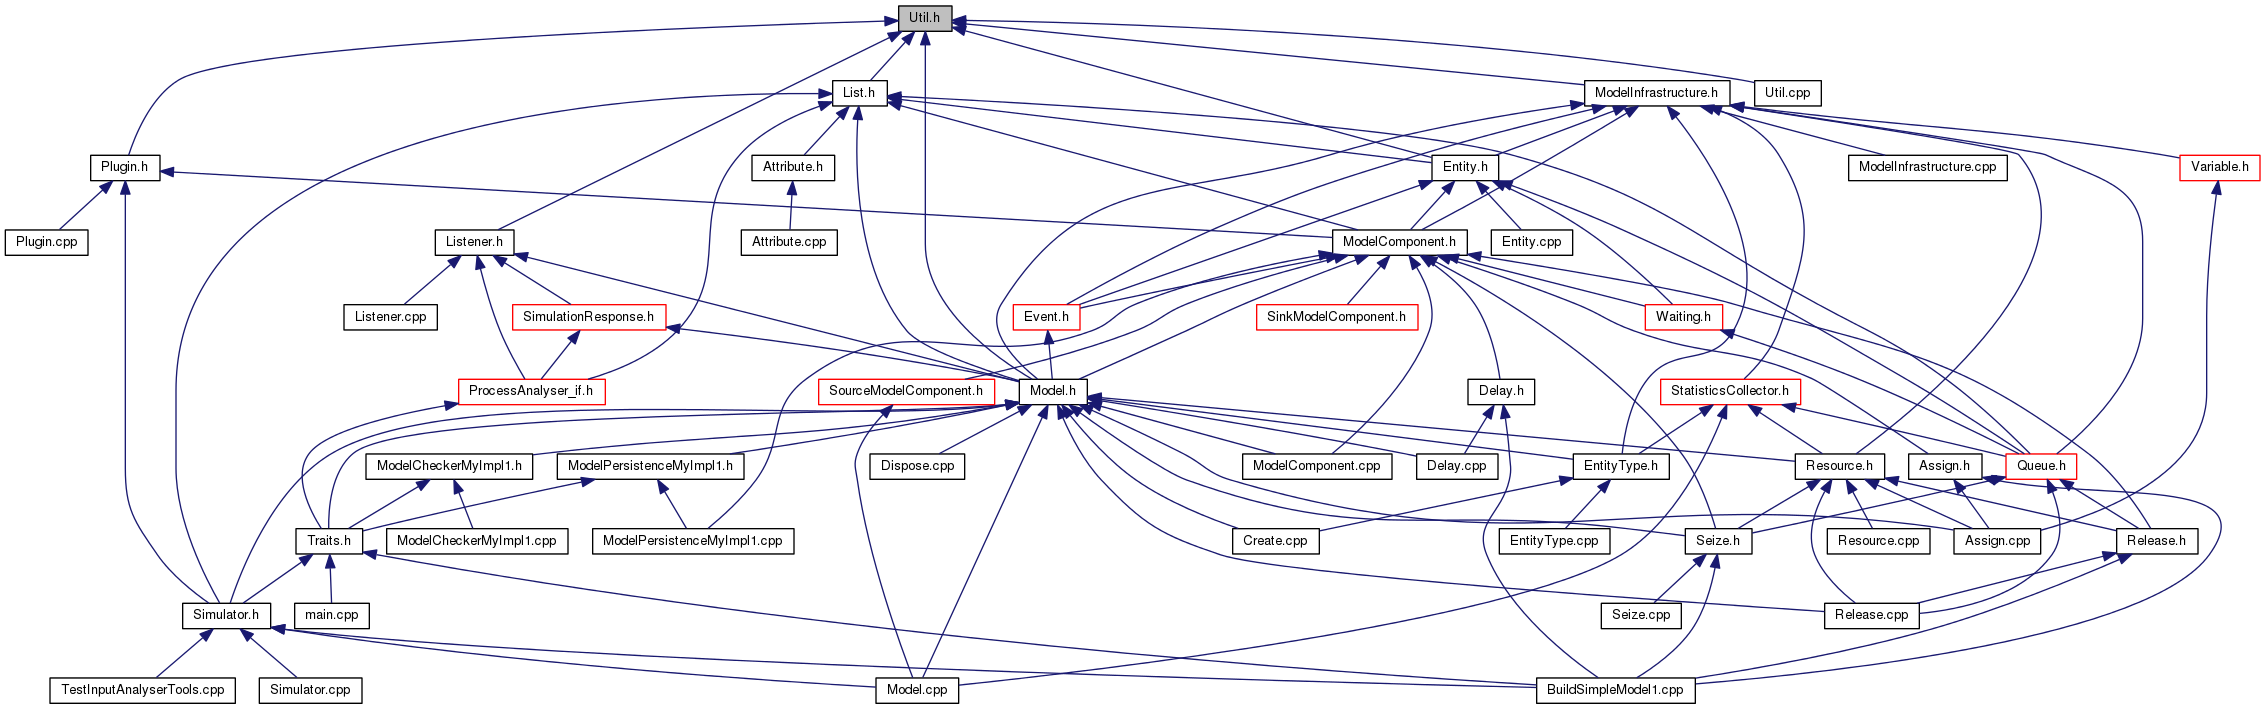 Util.h
List.h
ModelInfrastructure.h
Util.cpp
Plugin.h
Attribute.h
Entity.h
ModelInfrastructure.cpp
Variable.h
Plugin.cpp
Listener.h
Attribute.cpp
ModelComponent.h
Entity.cpp
Listener.cpp
SimulationResponse.h
Event.h
SinkModelComponent.h
Waiting.h
ProcessAnalyser_if.h
SourceModelComponent.h
Model.h
Delay.h
StatisticsCollector.h
ModelCheckerMyImpl1.h
ModelPersistenceMyImpl1.h
Dispose.cpp
ModelComponent.cpp
Delay.cpp
EntityType.h
Resource.h
Assign.h
Queue.h
Traits.h
ModelCheckerMyImpl1.cpp
ModelPersistenceMyImpl1.cpp
Create.cpp
EntityType.cpp
Seize.h
Resource.cpp
Assign.cpp
Release.h
Simulator.h
main.cpp
Seize.cpp
Release.cpp
TestInputAnalyserTools.cpp
Simulator.cpp
Model.cpp
BuildSimpleModel1.cpp